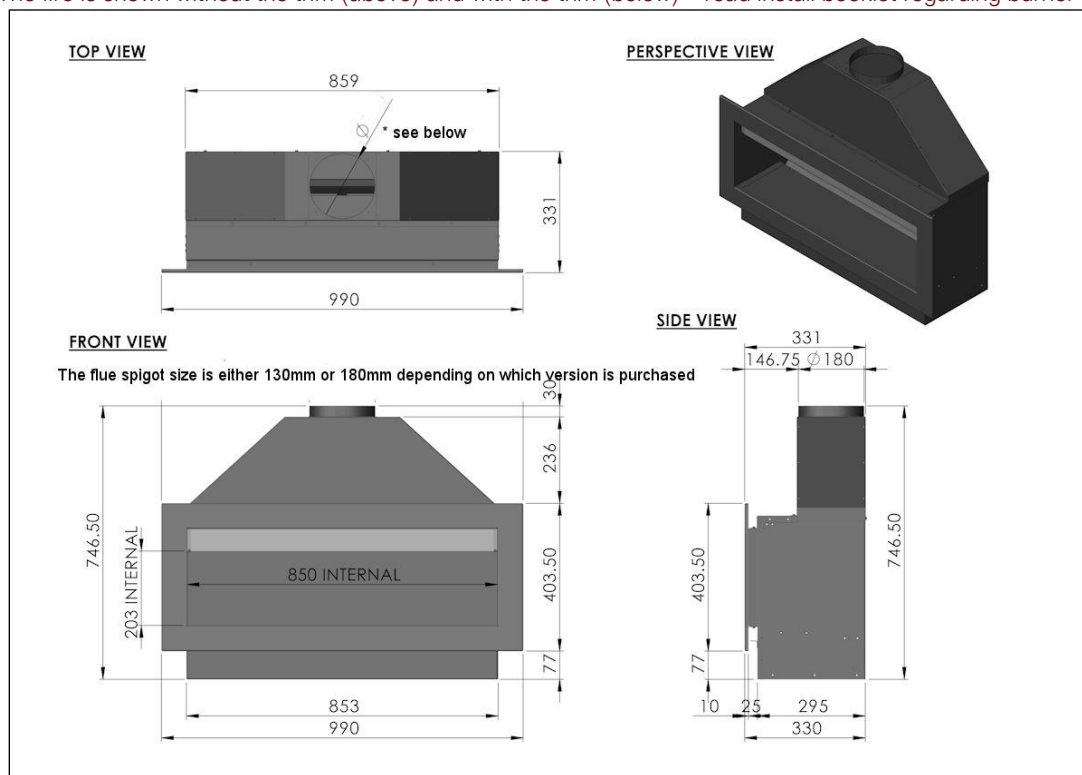 The fire is shown without the trim (above) and with the trim (below) - read install booklet regarding barrier
TOP VIEW
PERSPECTIVE VIEW
859
Ø * see below
331
990
SIDE VIEW
331
146.75 Ø 180
FRONT VIEW
The flue spigot size is either 130mm or 180mm depending on which version is purchased
30
236
746.50
403.50
203 INTERNAL
850 INTERNAL
77
853
990
403.50
746.50
77
10 25 295
330